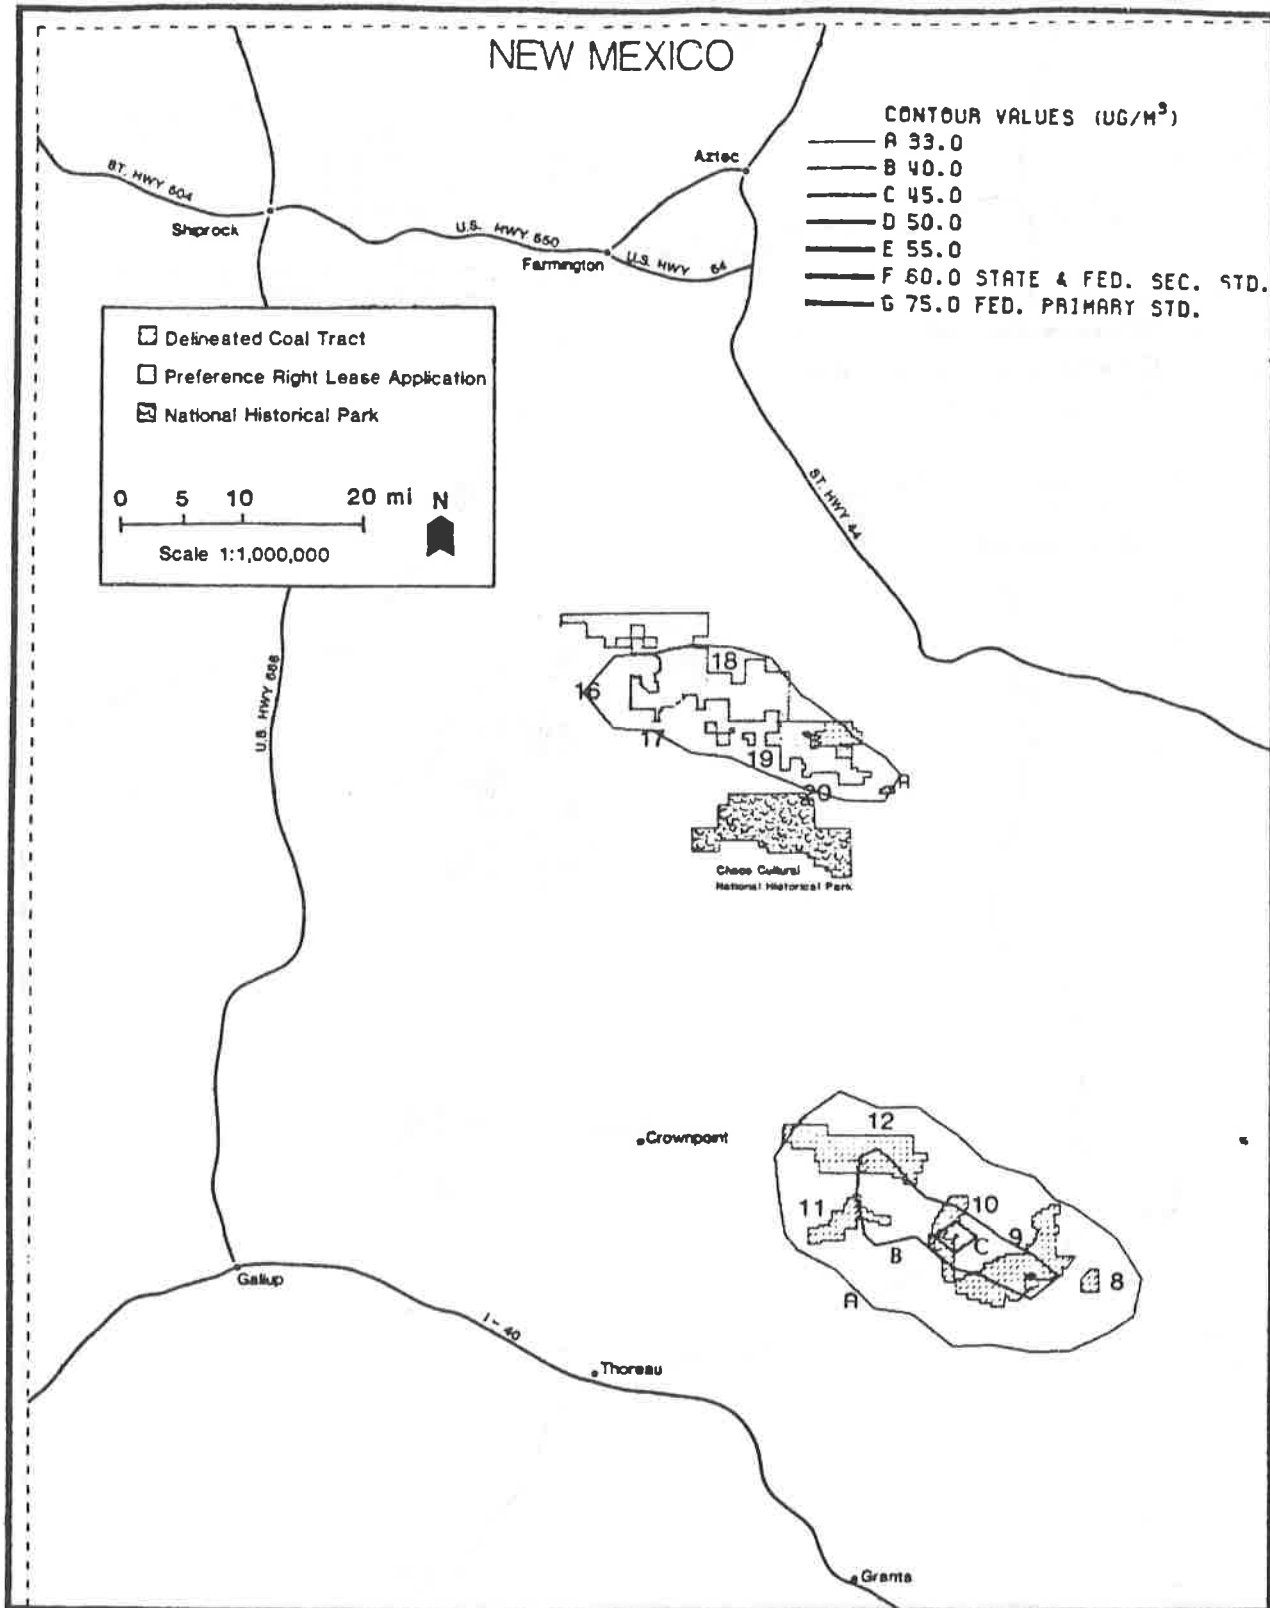 NEW MEXICO
CONTOUR VALUES (UG/M³)
A 33.0
B 40.0
C 45.0
D 50.0
E 55.0
F 60.0 STATE & FED. SEC. STD.
G 75.0 FED. PRIMARY STD.
Aztec
ST. HWY 504
Shiprock
U.S. HWY 550
Farmington
U.S. HWY 64
Delineated Coal Tract
Preference Right Lease Application
National Historical Park
0 5 10 20 mi N
Scale 1:1,000,000
ST. HWY 44
U.S. HWY 666
18
16
17
19
20
A
Chaco Cultural
National Historical Park
12
Crownpoint
11
10
9
B
C
8
A
Gallup
I-40
Thoreau
Grants